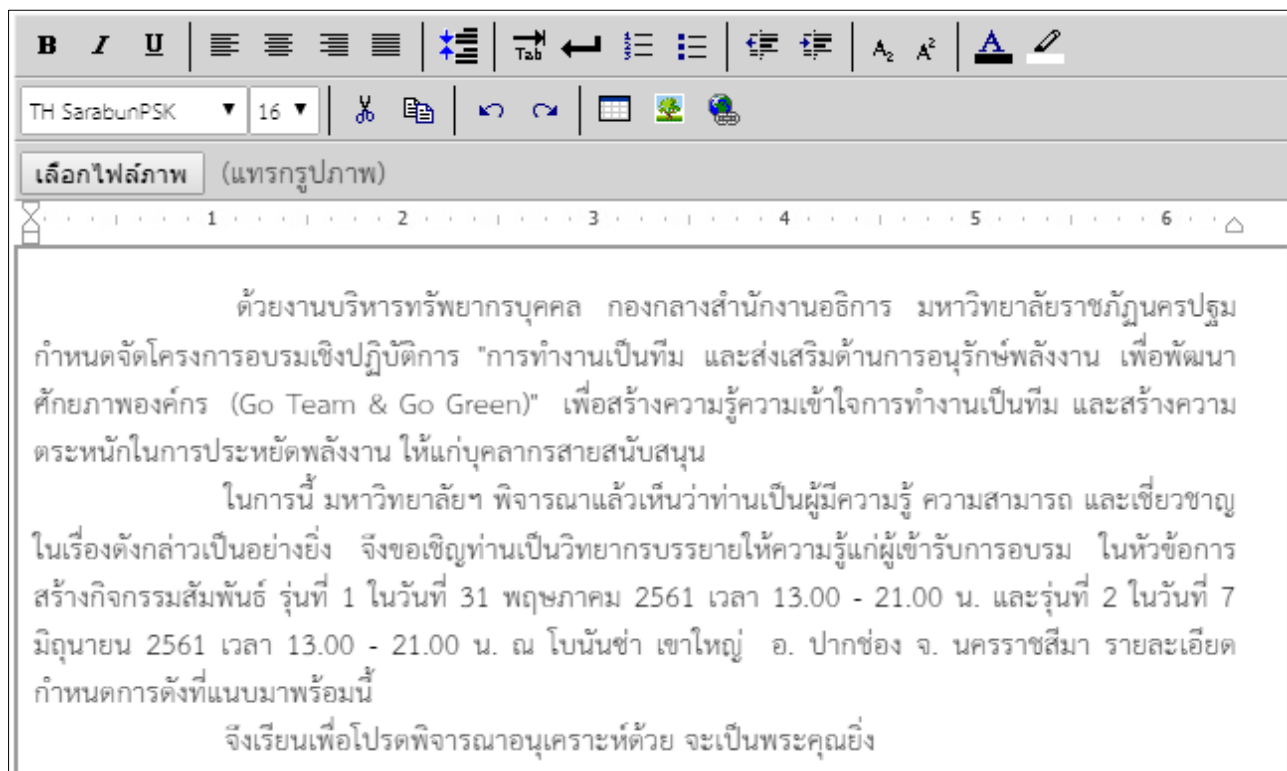 B I U Tab A2 A2 A
TH SarabunPSK ▼ 16 ▼
เลือกไฟล์ภาพ (แทรกรูปภาพ)
1 2 3 4 5 6
ด้วยงานบริหารทรัพยากรบุคคล กองกลางสำนักงานอธิการ มหาวิทยาลัยราชภัฏนครปฐม
กำหนดจัดโครงการอบรมเชิงปฏิบัติการ "การทำงานเป็นทีม และส่งเสริมด้านการอนุรักษ์พลังงาน เพื่อพัฒนา
ศักยภาพองค์กร (Go Team & Go Green)" เพื่อสร้างความรู้ความเข้าใจการทำงานเป็นทีม และสร้างความ
ตระหนักในการประหยัดพลังงาน ให้แก่บุคลากรสายสนับสนุน
ในการนี้ มหาวิทยาลัยฯ พิจารณาแล้วเห็นว่าท่านเป็นผู้มีความรู้ ความสามารถ และเชี่ยวชาญ
ในเรื่องดังกล่าวเป็นอย่างยิ่ง จึงขอเชิญท่านเป็นวิทยากรบรรยายให้ความรู้แก่ผู้เข้ารับการอบรม ในหัวข้อการ
สร้างกิจกรรมสัมพันธ์ รุ่นที่ 1 ในวันที่ 31 พฤษภาคม 2561 เวลา 13.00 - 21.00 น. และรุ่นที่ 2 ในวันที่ 7
มิถุนายน 2561 เวลา 13.00 - 21.00 น. ณ โบนันซ่า เขาใหญ่ อ. ปากช่อง จ. นครราชสีมา รายละเอียด
กำหนดการดังที่แนบมาพร้อมนี้
จึงเรียนเพื่อโปรดพิจารณาอนุเคราะห์ด้วย จะเป็นพระคุณยิ่ง